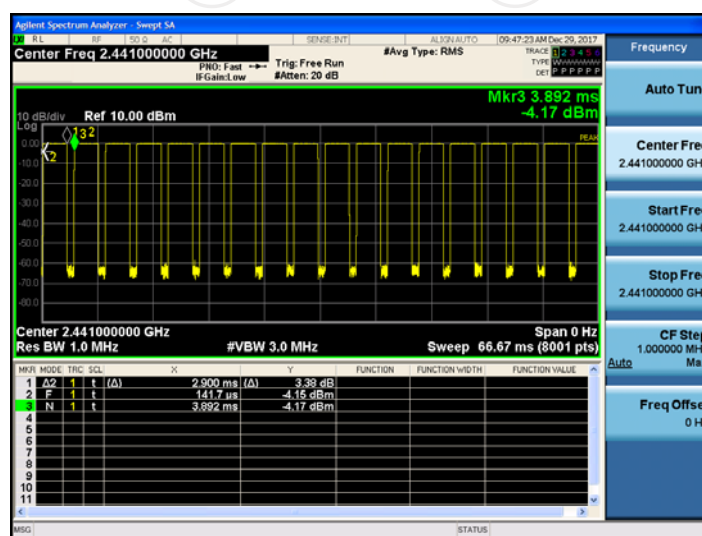 Agilent Spectrum Analyzer - Swept SA
RL RF 50 Ω AC SENSE:INT ALIGN AUTO 09:47:23 AM Dec 29, 2017
Center Freq 2.441000000 GHz
PNO: Fast
IFGain:Low
Trig: Free Run
#Atten: 20 dB
#Avg Type: RMS
TRACE 1 2 3 4 5 6
TYPE
DET P P P P P P
Mkr3 3.892 ms
-4.17 dBm
10 dB/div Ref 10.00 dBm
Log
1 3 2
PEAK
0.00
2
-10.0
-20.0
-30.0
-40.0
-50.0
-60.0
-70.0
-80.0
Center 2.441000000 GHz Span 0 Hz
Res BW 1.0 MHz #VBW 3.0 MHz Sweep 66.67 ms (8001 pts)
MKR MODE TRC SCL X Y FUNCTION FUNCTION WIDTH FUNCTION VALUE
1 Δ2 1 t (Δ) 2.900 ms (Δ) 3.38 dB
2 F 1 t 141.7 µs -4.15 dBm
3 N 1 t 3.892 ms -4.17 dBm
4
5
6
7
8
9
10
11
MSG STATUS
Frequency
Auto Tun
Center Fre
2.441000000 GH
Start Fre
2.441000000 GH
Stop Fre
2.441000000 GH
CF Step
1.000000 MH
Auto Ma
Freq Offse
0 H